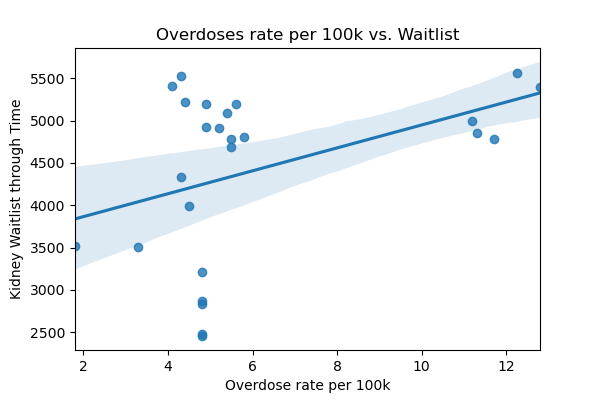 Overdoses rate per 100k vs. Waitlist
Kidney Waitlist through Time
5500
5000
4500
4000
3500
3000
2500
2 4 6 8 10 12
Overdose rate per 100k